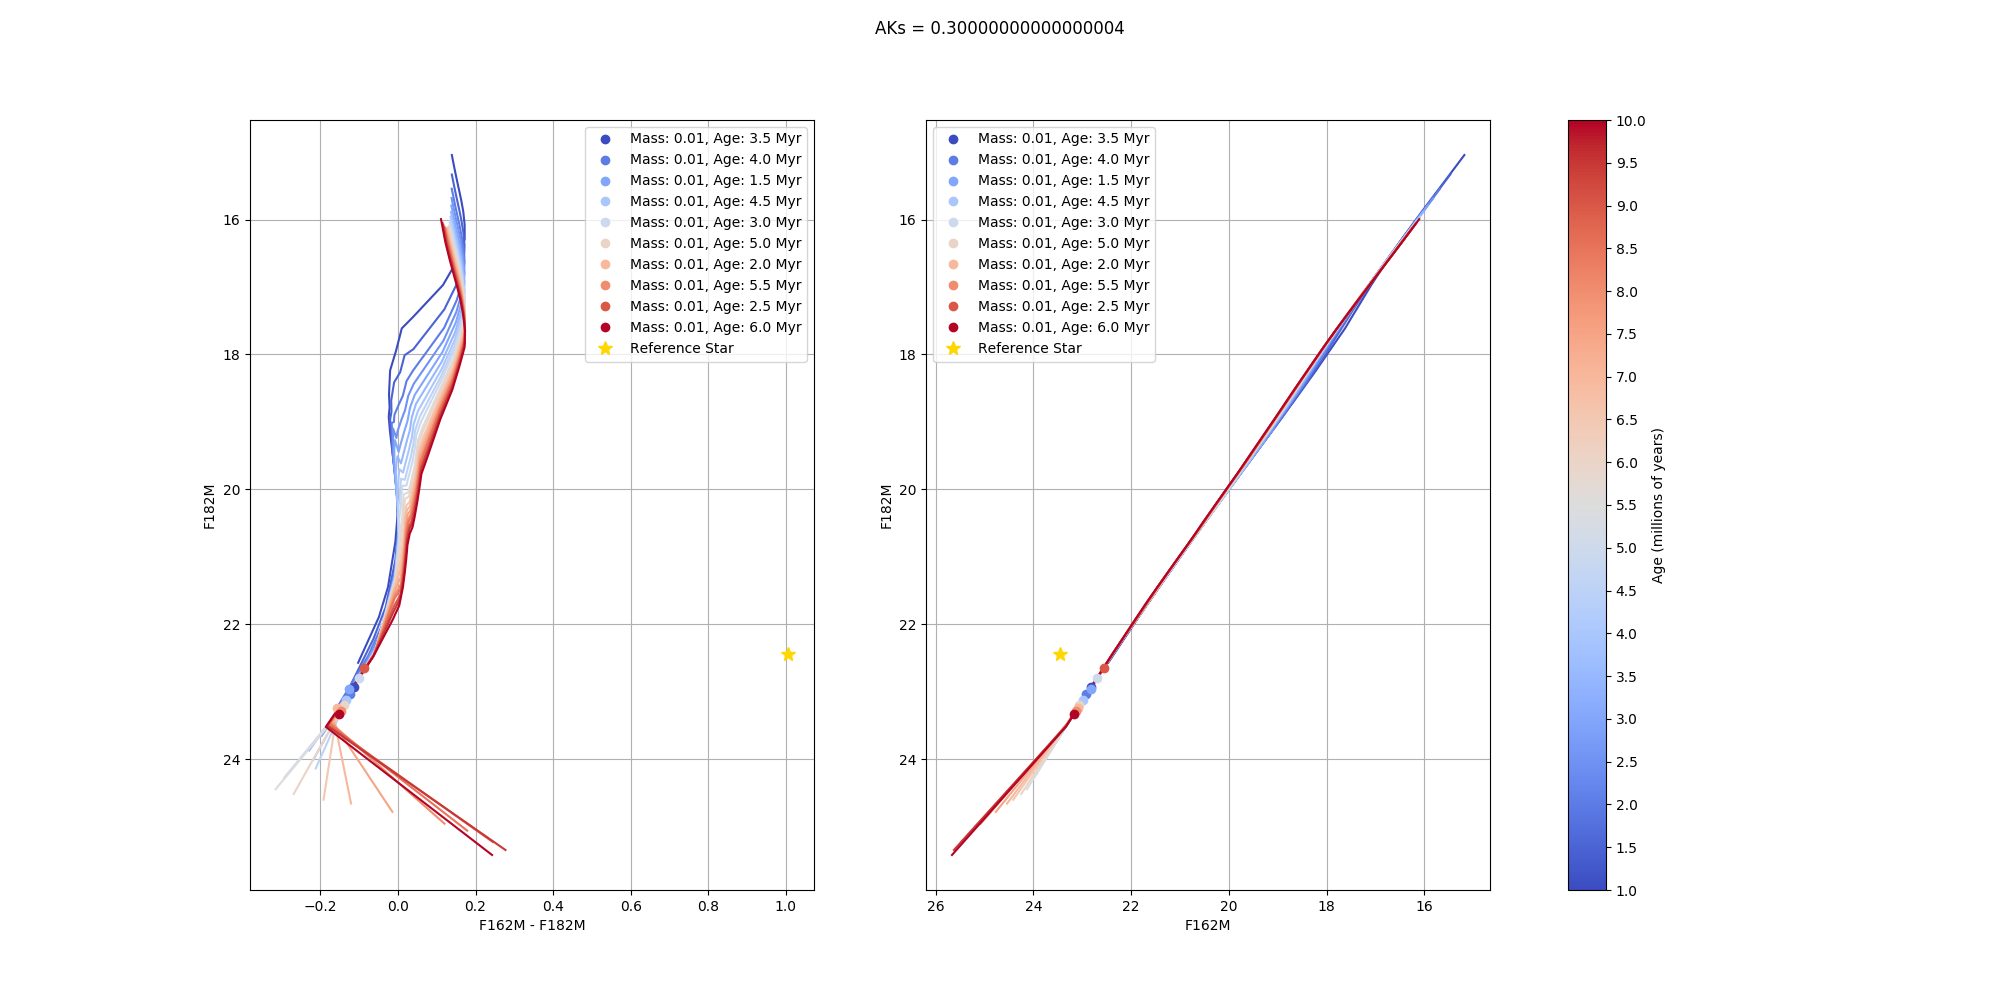 AKs = 0.30000000000000004
Mass: 0.01, Age: 3.5 Myr
Mass: 0.01, Age: 4.0 Myr
Mass: 0.01, Age: 1.5 Myr
Mass: 0.01, Age: 4.5 Myr
Mass: 0.01, Age: 3.0 Myr
Mass: 0.01, Age: 5.0 Myr
Mass: 0.01, Age: 2.0 Myr
Mass: 0.01, Age: 5.5 Myr
Mass: 0.01, Age: 2.5 Myr
Mass: 0.01, Age: 6.0 Myr
Reference Star
16
18
20
22
24
F182M
−0.2
0.0
0.2
0.4
0.6
0.8
1.0
F162M - F182M
Mass: 0.01, Age: 3.5 Myr
Mass: 0.01, Age: 4.0 Myr
Mass: 0.01, Age: 1.5 Myr
Mass: 0.01, Age: 4.5 Myr
Mass: 0.01, Age: 3.0 Myr
Mass: 0.01, Age: 5.0 Myr
Mass: 0.01, Age: 2.0 Myr
Mass: 0.01, Age: 5.5 Myr
Mass: 0.01, Age: 2.5 Myr
Mass: 0.01, Age: 6.0 Myr
Reference Star
16
18
20
22
24
F182M
26
24
22
20
18
16
F162M
10.0
9.5
9.0
8.5
8.0
7.5
7.0
6.5
6.0
5.5
5.0
4.5
4.0
3.5
3.0
2.5
2.0
1.5
1.0
Age (millions of years)